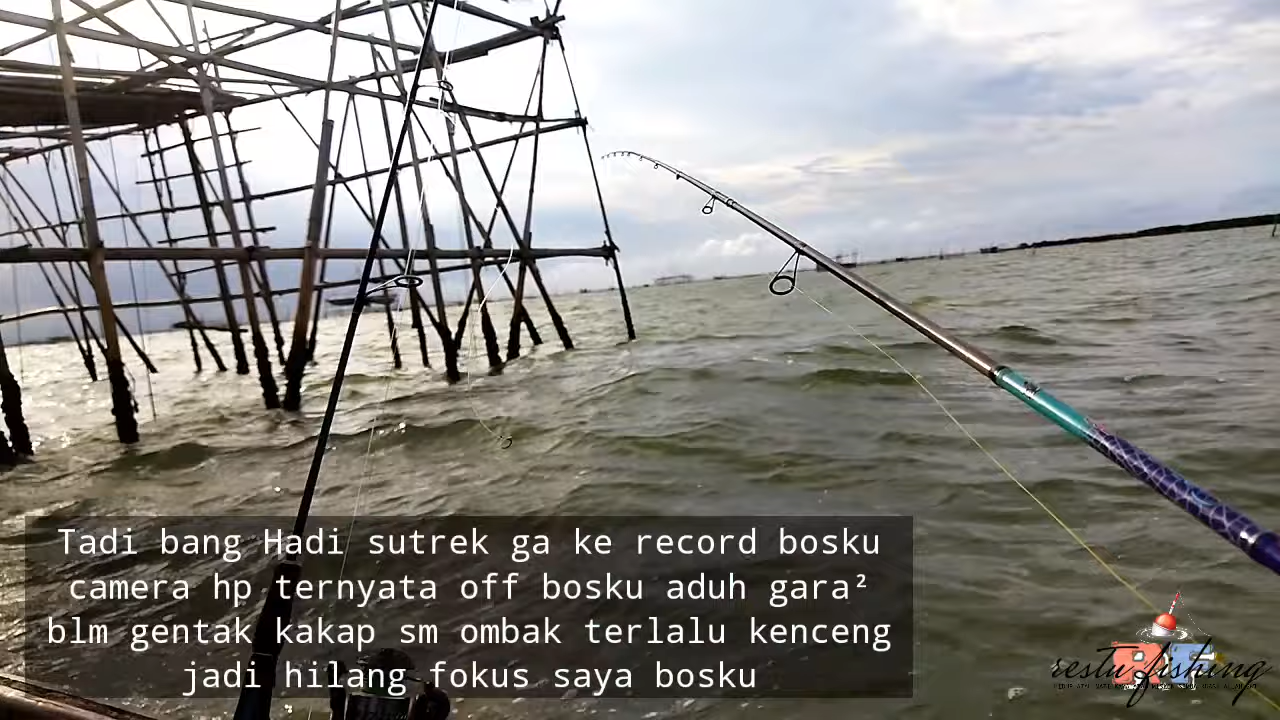 Tadi bang Hadi sutrek ga ke record bosku
camera hp ternyata off bosku aduh gara²
blm gentak kakap sm ombak terlalu kenceng
jadi hilang fokus saya bosku
restu fishing